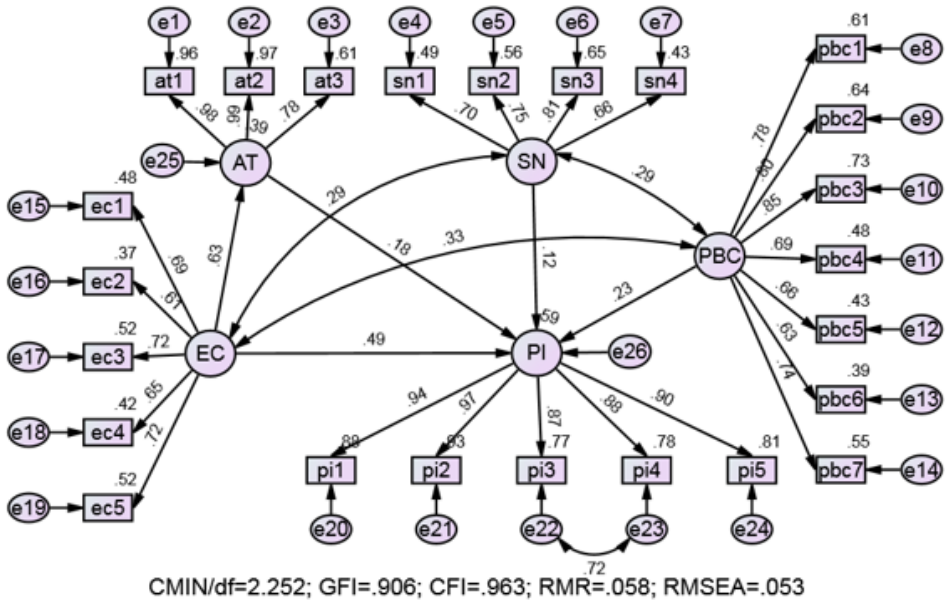 e1 e2 e3 e4 e5 e6 e7
.96 .97 .61 .49 .56 .65 .43
at1 at2 at3 sn1 sn2 sn3 sn4
.98 .99 .39 .78 .70 .75 .81 .66
.61
pbc1 e8
.64
pbc2 e9
.73
pbc3 e10
.48
pbc4 e11
.43
pbc5 e12
.39
pbc6 e13
.55
pbc7 e14
.78
.80
.85
.69
.66
.63
.74
e25 AT SN PBC
.29 .29 .33 .18 .12 .23
.48
e15 ec1
.37
e16 ec2
.52
e17 ec3
.42
e18 ec4
.52
e19 ec5
.69
.61
.72
.65
.72
.63
EC .49 PI e26
.59
.94 .97 .87 .88 .90
.88 .93 .77 .78 .81
pi1 pi2 pi3 pi4 pi5
e20 e21 e22 e23 e24
.72
CMIN/df=2.252; GFI=.906; CFI=.963; RMR=.058; RMSEA=.053